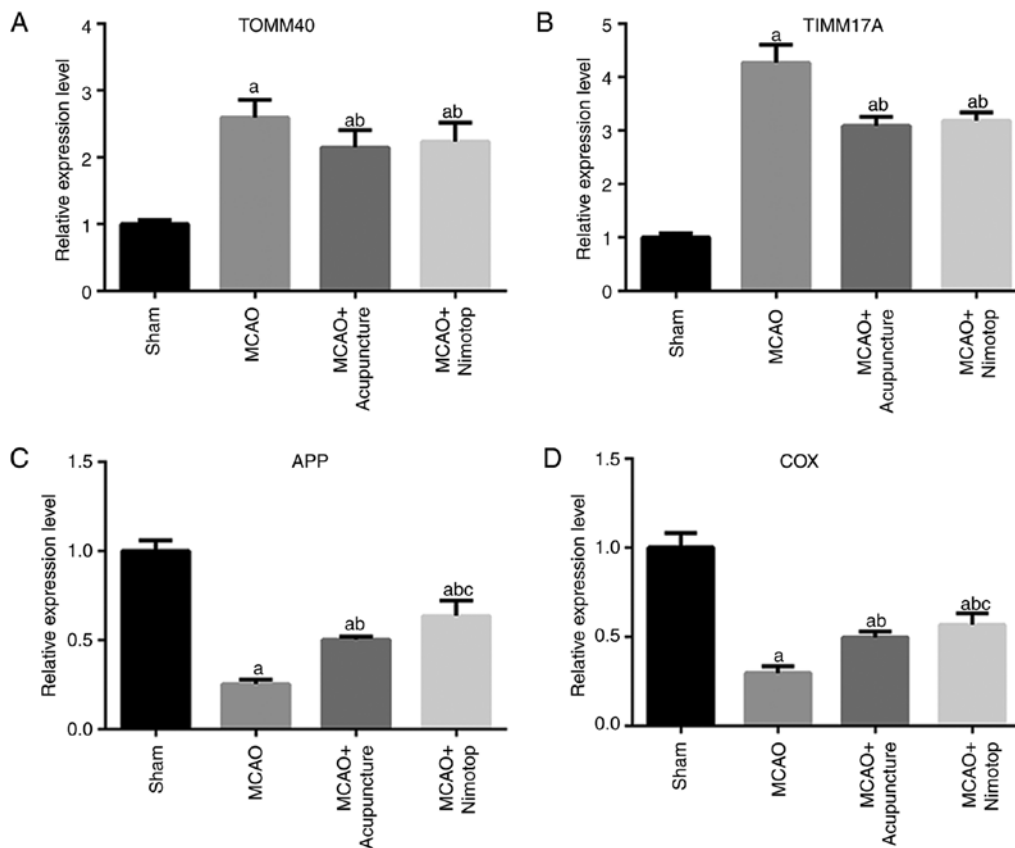 A
TOMM40
Relative expression level
4
3
2
1
0
a
ab
ab
Sham
MCAO
MCAO+
Acupuncture
MCAO+
Nimotop
B
TIMM17A
Relative expression level
5
4
3
2
1
0
a
ab
ab
Sham
MCAO
MCAO+
Acupuncture
MCAO+
Nimotop
C
APP
Relative expression level
1.5
1.0
0.5
0.0
a
ab
abc
Sham
MCAO
MCAO+
Acupuncture
MCAO+
Nimotop
D
COX
Relative expression level
1.5
1.0
0.5
0.0
a
ab
abc
Sham
MCAO
MCAO+
Acupuncture
MCAO+
Nimotop